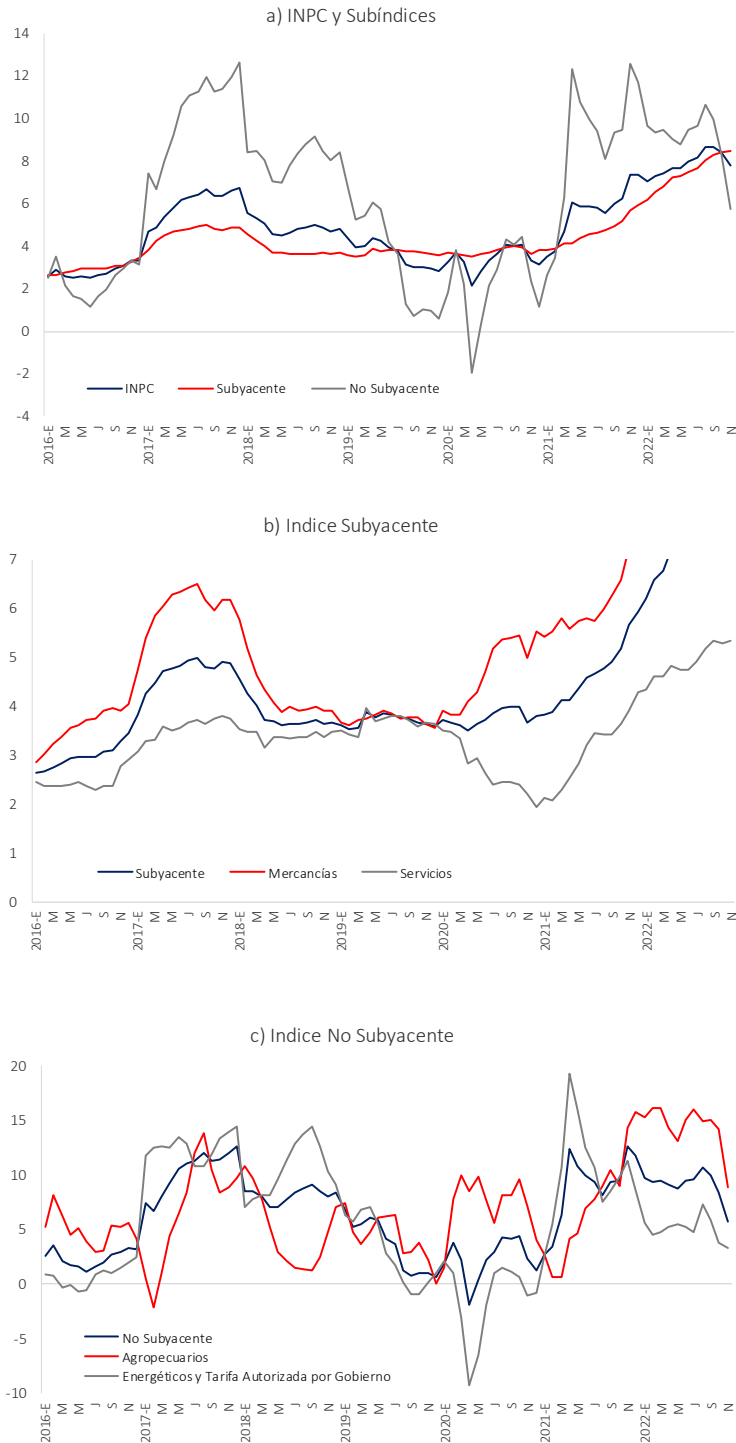 a) INPC y Subíndices
14
12
10
8
6
4
2
0
-2
-4
INPC Subyacente No Subyacente
2016-E M M J S N 2017-E M M J S N 2018-E M M J S N 2019-E M M J S N 2020-E M M J S N 2021-E M M J S N 2022-E M M J S N
b) Indice Subyacente
7
6
5
4
3
2
1
0
Subyacente Mercancías Servicios
2016-E M M J S N 2017-E M M J S N 2018-E M M J S N 2019-E M M J S N 2020-E M M J S N 2021-E M M J S N 2022-E M M J S N
c) Indice No Subyacente
20
15
10
5
0
-5
-10
No Subyacente
Agropecuarios
Energéticos y Tarifa Autorizada por Gobierno
2016-E M M J S N 2017-E M M J S N 2018-E M M J S N 2019-E M M J S N 2020-E M M J S N 2021-E M M J S N 2022-E M M J S N